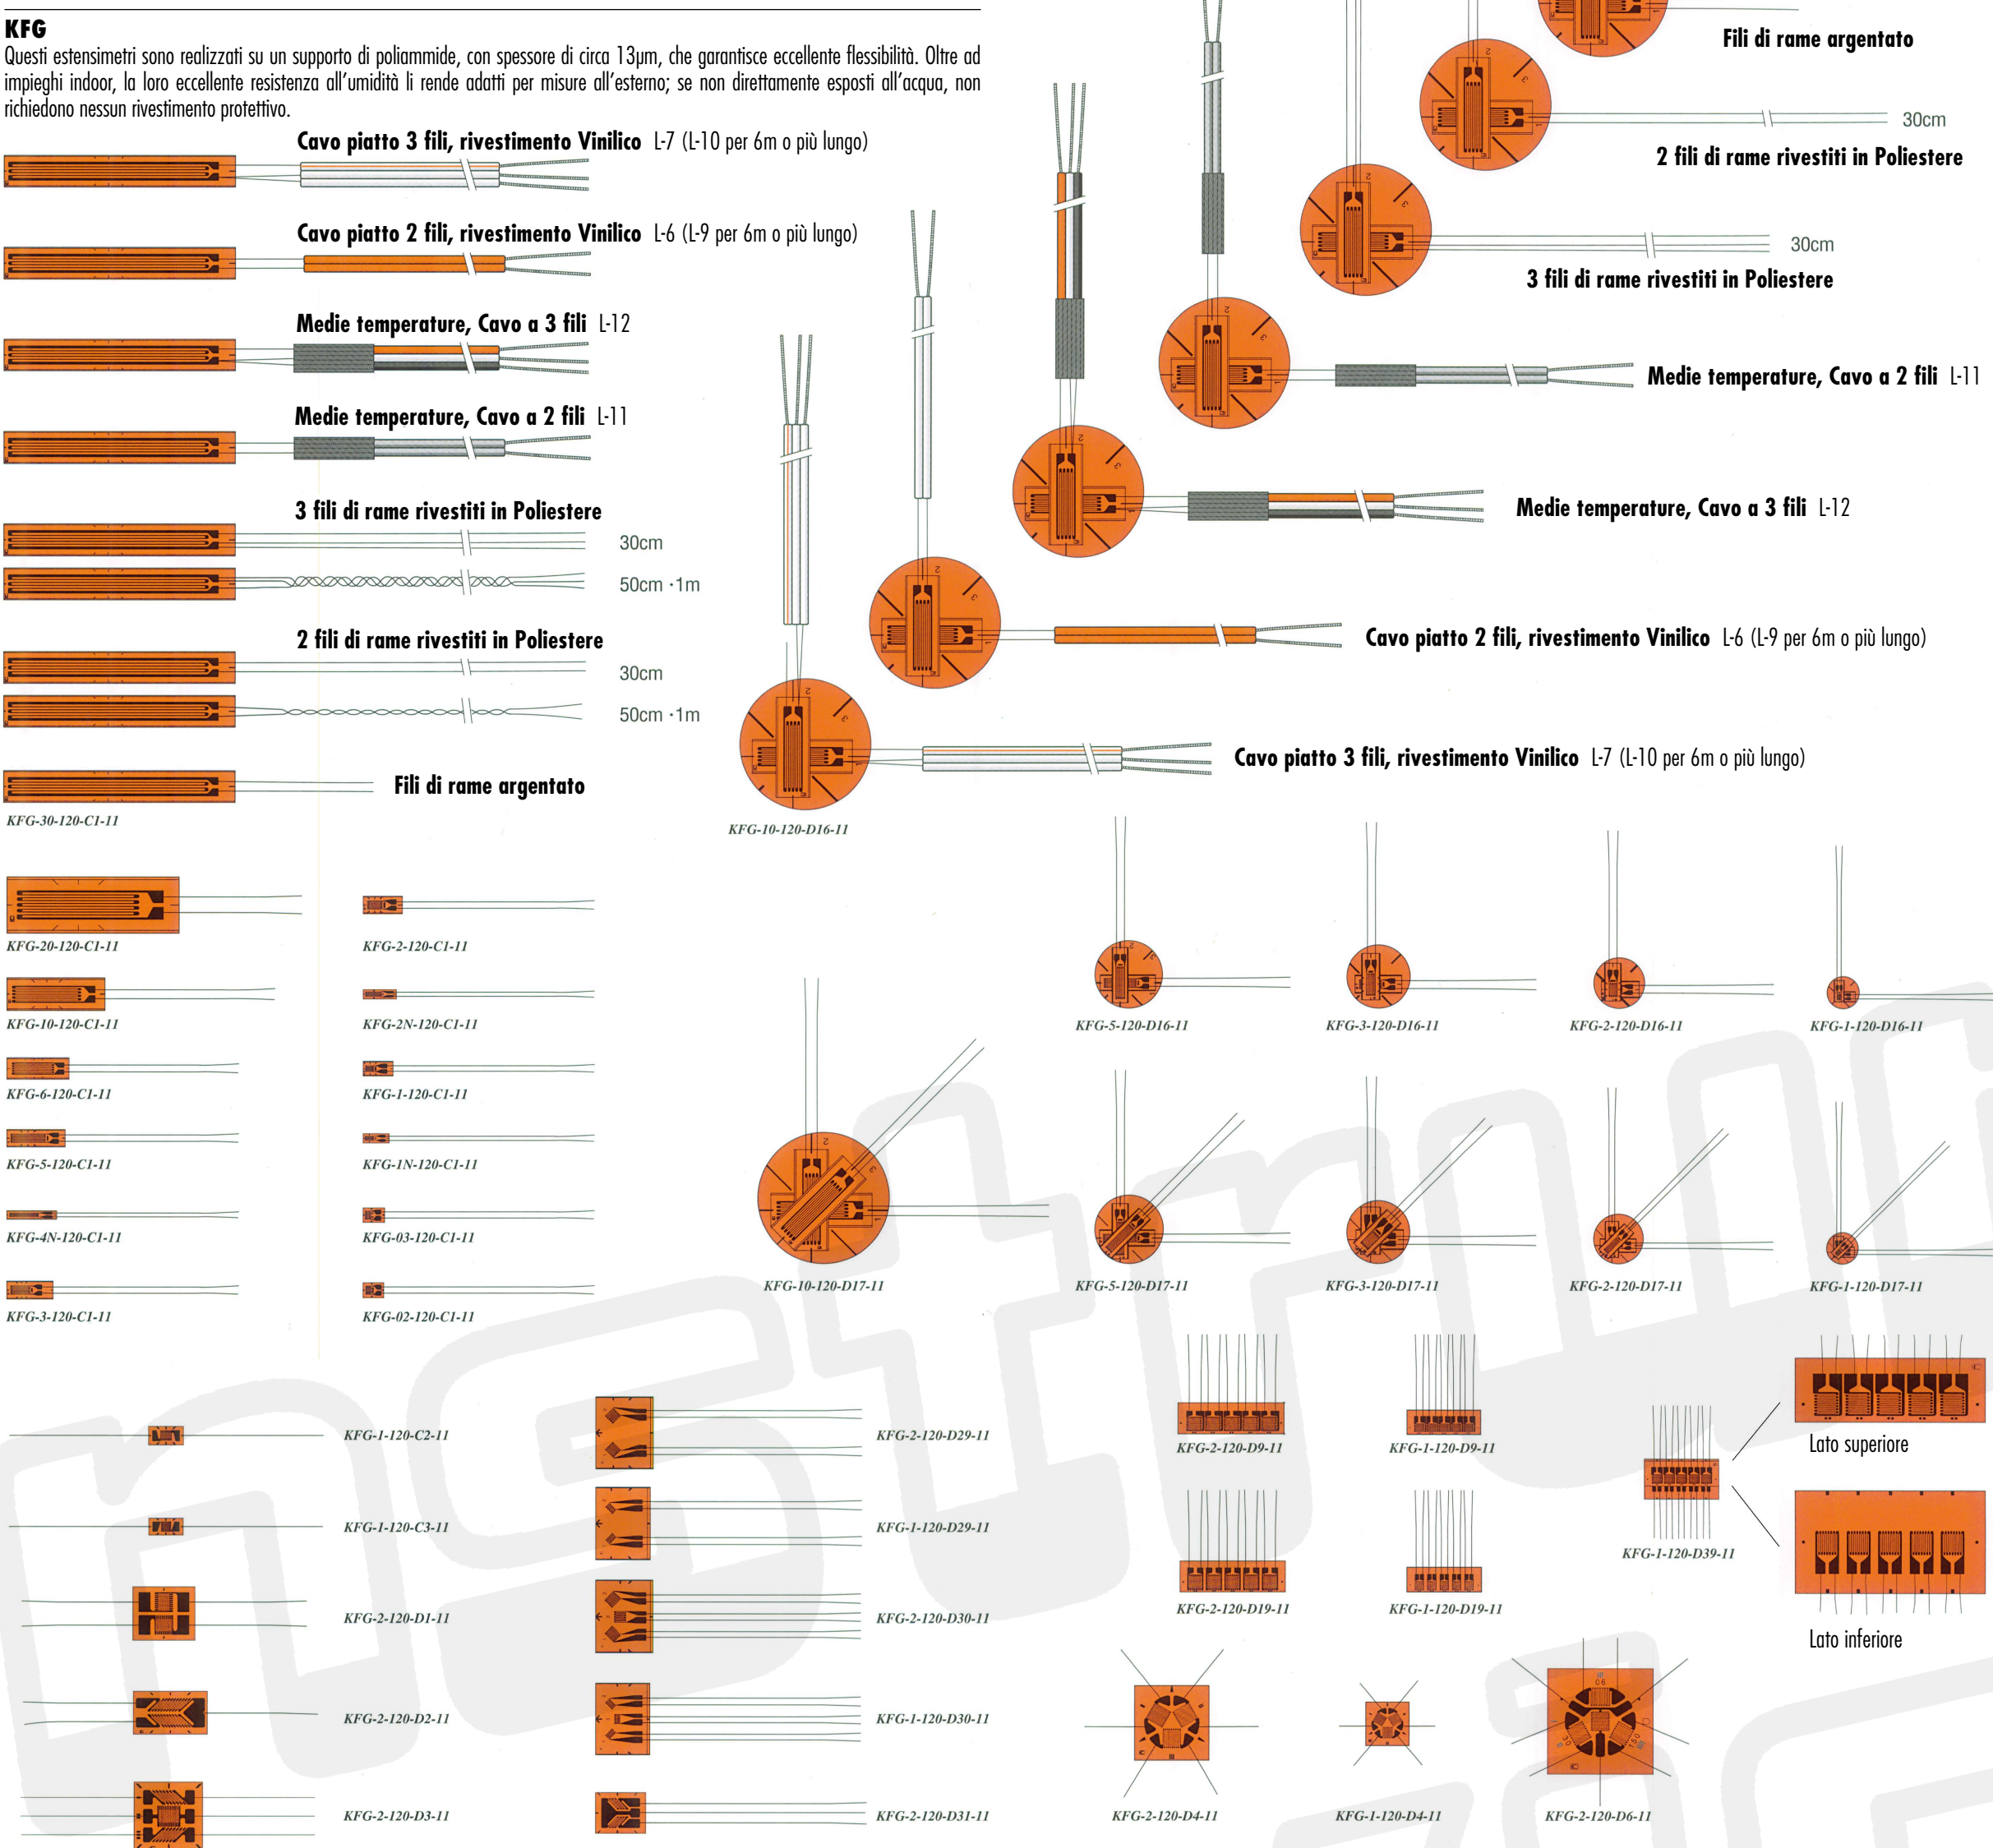 KFG
Questi estensimetri sono realizzati su un supporto di poliammide, con spessore di circa 13µm, che garantisce eccellente flessibilità. Oltre ad
impieghi indoor, la loro eccellente resistenza all'umidità li rende adatti per misure all'esterno; se non direttamente esposti all'acqua, non
richiedono nessun rivestimento protettivo.
Cavo piatto 3 fili, rivestimento Vinilico L-7 (L-10 per 6m o più lungo)
Cavo piatto 2 fili, rivestimento Vinilico L-6 (L-9 per 6m o più lungo)
Medie temperature, Cavo a 3 fili L-12
Medie temperature, Cavo a 2 fili L-11
3 fili di rame rivestiti in Poliestere
30cm
50cm ·1m
2 fili di rame rivestiti in Poliestere
30cm
50cm ·1m
Fili di rame argentato
KFG-30-120-C1-11
Fili di rame argentato
30cm
2 fili di rame rivestiti in Poliestere
30cm
3 fili di rame rivestiti in Poliestere
Medie temperature, Cavo a 2 fili L-11
Medie temperature, Cavo a 3 fili L-12
Cavo piatto 2 fili, rivestimento Vinilico L-6 (L-9 per 6m o più lungo)
Cavo piatto 3 fili, rivestimento Vinilico L-7 (L-10 per 6m o più lungo)
KFG-10-120-D16-11
KFG-20-120-C1-11
KFG-2-120-C1-11
KFG-10-120-C1-11
KFG-2N-120-C1-11
KFG-6-120-C1-11
KFG-1-120-C1-11
KFG-5-120-C1-11
KFG-1N-120-C1-11
KFG-4N-120-C1-11
KFG-03-120-C1-11
KFG-3-120-C1-11
KFG-02-120-C1-11
KFG-5-120-D16-11
KFG-3-120-D16-11
KFG-2-120-D16-11
KFG-1-120-D16-11
KFG-10-120-D17-11
KFG-5-120-D17-11
KFG-3-120-D17-11
KFG-2-120-D17-11
KFG-1-120-D17-11
KFG-1-120-C2-11
KFG-1-120-C3-11
KFG-2-120-D1-11
KFG-2-120-D2-11
KFG-2-120-D3-11
KFG-2-120-D29-11
KFG-1-120-D29-11
KFG-2-120-D30-11
KFG-1-120-D30-11
KFG-2-120-D31-11
KFG-2-120-D9-11
KFG-1-120-D9-11
Lato superiore
KFG-1-120-D39-11
KFG-2-120-D19-11
KFG-1-120-D19-11
Lato inferiore
KFG-2-120-D4-11
KFG-1-120-D4-11
KFG-2-120-D6-11